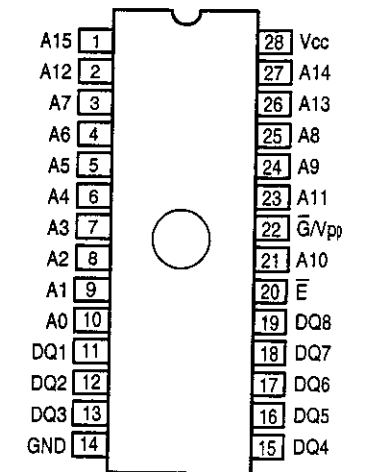 A15 1 28 Vcc
A12 2 27 A14
A7 3 26 A13
A6 4 25 A8
A5 5 24 A9
A4 6 23 A11
A3 7 22 G̅/Vpp
A2 8 21 A10
A1 9 20 E̅
A0 10 19 DQ8
DQ1 11 18 DQ7
DQ2 12 17 DQ6
DQ3 13 16 DQ5
GND 14 15 DQ4